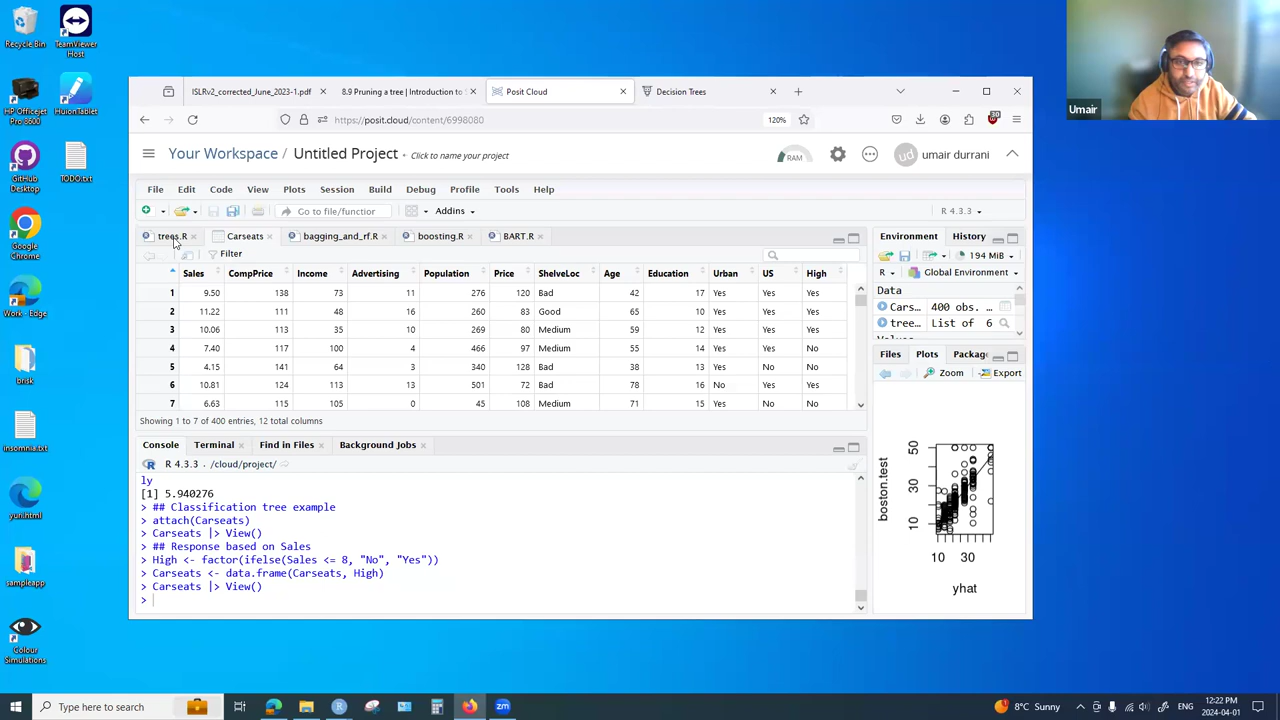 Recycle Bin
TeamViewer Host
HP OfficeJet Pro 8600
HuionTablet
GitHub Desktop
TODO.txt
Google Chrome
Work - Edge
brisk
insomnia.txt
yuri.html
sampleapp
Colour Simulations
ISLRv2_corrected_June_2023-1.pdf
8.9 Pruning a tree | Introduction to S
Posit Cloud
Decision Trees
https://posit.cloud/content/6998080
120%
Your Workspace / Untitled Project
Click to name your project
RAM
ud
umair durrani
File Edit Code View Plots Session Build Debug Profile Tools Help
Go to file/function
Addins
R 4.3.3
trees.R
Carseats
bagging_and_rf.R
boosting.R
BART.R
Filter
Sales CompPrice Income Advertising Population Price ShelveLoc Age Education Urban US High
1 9.50 138 73 11 276 120 Bad 42 17 Yes Yes Yes
2 11.22 111 48 16 260 83 Good 65 10 Yes Yes Yes
3 10.06 113 35 10 269 80 Medium 59 12 Yes Yes Yes
4 7.40 117 100 4 466 97 Medium 55 14 Yes Yes No
5 4.15 141 64 3 340 128 Bad 38 13 Yes No No
6 10.81 124 113 13 501 72 Bad 78 16 No Yes Yes
7 6.63 115 105 0 45 108 Medium 71 15 Yes No No
Showing 1 to 7 of 400 entries, 12 total columns
Console Terminal Find in Files Background Jobs
R 4.3.3 . /cloud/project/
ly
[1] 5.940276
> ## Classification tree example
> attach(Carseats)
> Carseats |> View()
> ## Response based on Sales
> High <- factor(ifelse(Sales <= 8, "No", "Yes"))
> Carseats <- data.frame(Carseats, High)
> Carseats |> View()
>
Environment History
194 MiB
R
Global Environment
Data
Cars… 400 obs. …
tree… List of 6
Values
Files Plots Package
Zoom
Export
boston.test
50
30
10
10 30
yhat
Umair
Type here to search
8°C Sunny
12:22 PM
2024-04-01